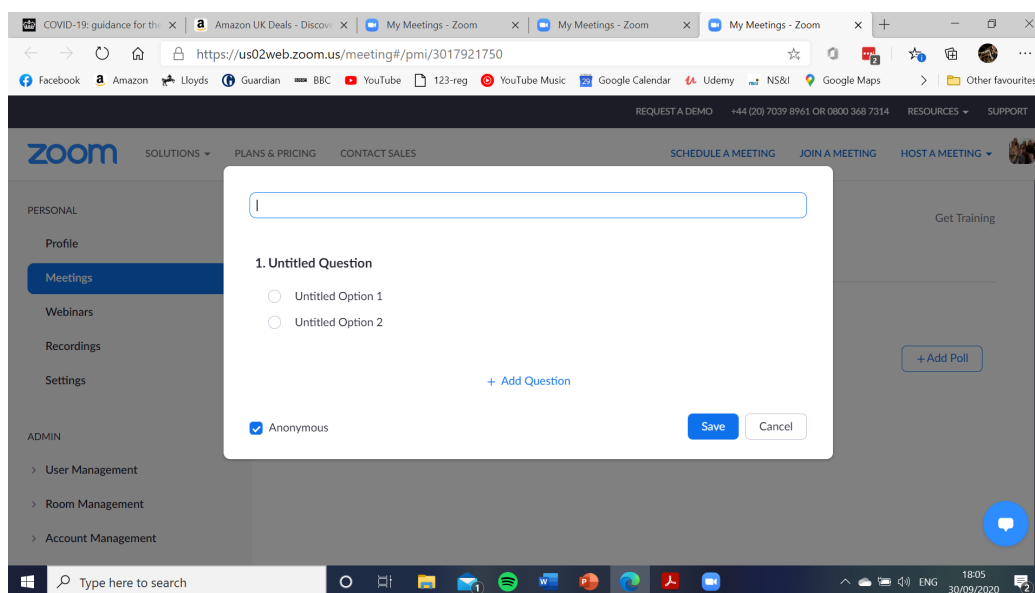 COVID-19: guidance for the
Amazon UK Deals - Discov
My Meetings - Zoom
My Meetings - Zoom
My Meetings - Zoom
https://us02web.zoom.us/meeting#/pmi/3017921750
2
Facebook Amazon Lloyds Guardian BBC YouTube 123-reg YouTube Music 29 Google Calendar Udemy NS&I Google Maps Other favourites
REQUEST A DEMO +44 (20) 7039 8961 OR 0800 368 7314 RESOURCES SUPPORT
zoom SOLUTIONS PLANS & PRICING CONTACT SALES SCHEDULE A MEETING JOIN A MEETING HOST A MEETING
PERSONAL
Profile
Meetings
Webinars
Recordings
Settings
ADMIN
User Management
Room Management
Account Management
Get Training
+ Add Poll
1. Untitled Question
Untitled Option 1
Untitled Option 2
+ Add Question
Anonymous
Save Cancel
Type here to search
1
ENG
18:05
30/09/2020
2